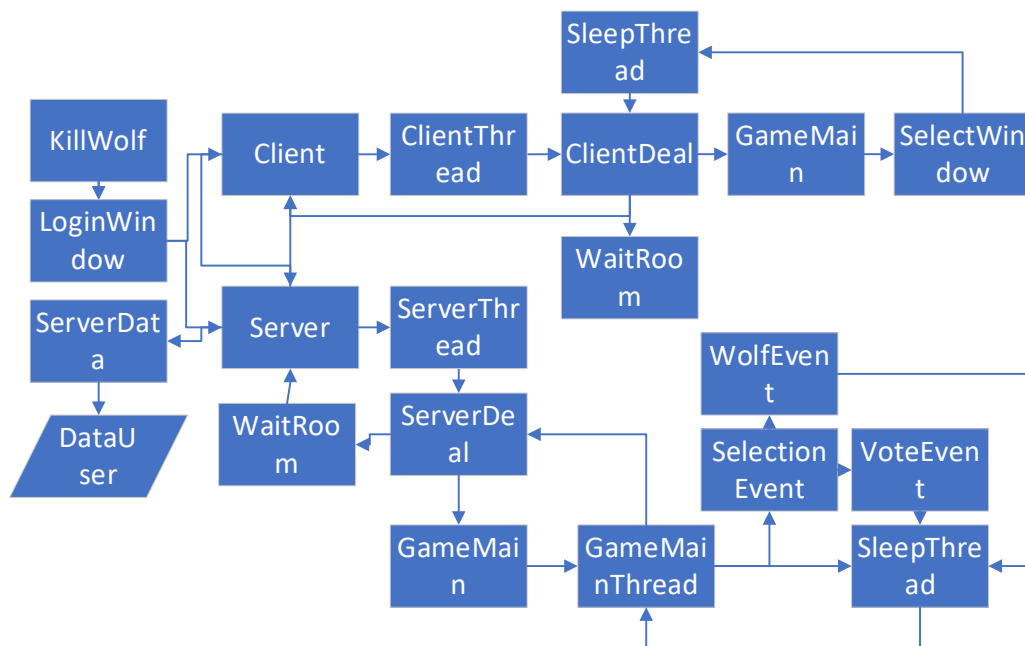 SleepThre
ad
KillWolf
Client
ClientThr
ead
ClientDeal
GameMai
n
SelectWin
dow
LoginWin
dow
WaitRoo
m
ServerDat
a
Server
ServerThr
ead
WolfEven
t
DataU
ser
WaitRoo
m
ServerDe
al
Selection
Event
VoteEven
t
GameMai
n
GameMai
nThread
SleepThre
ad